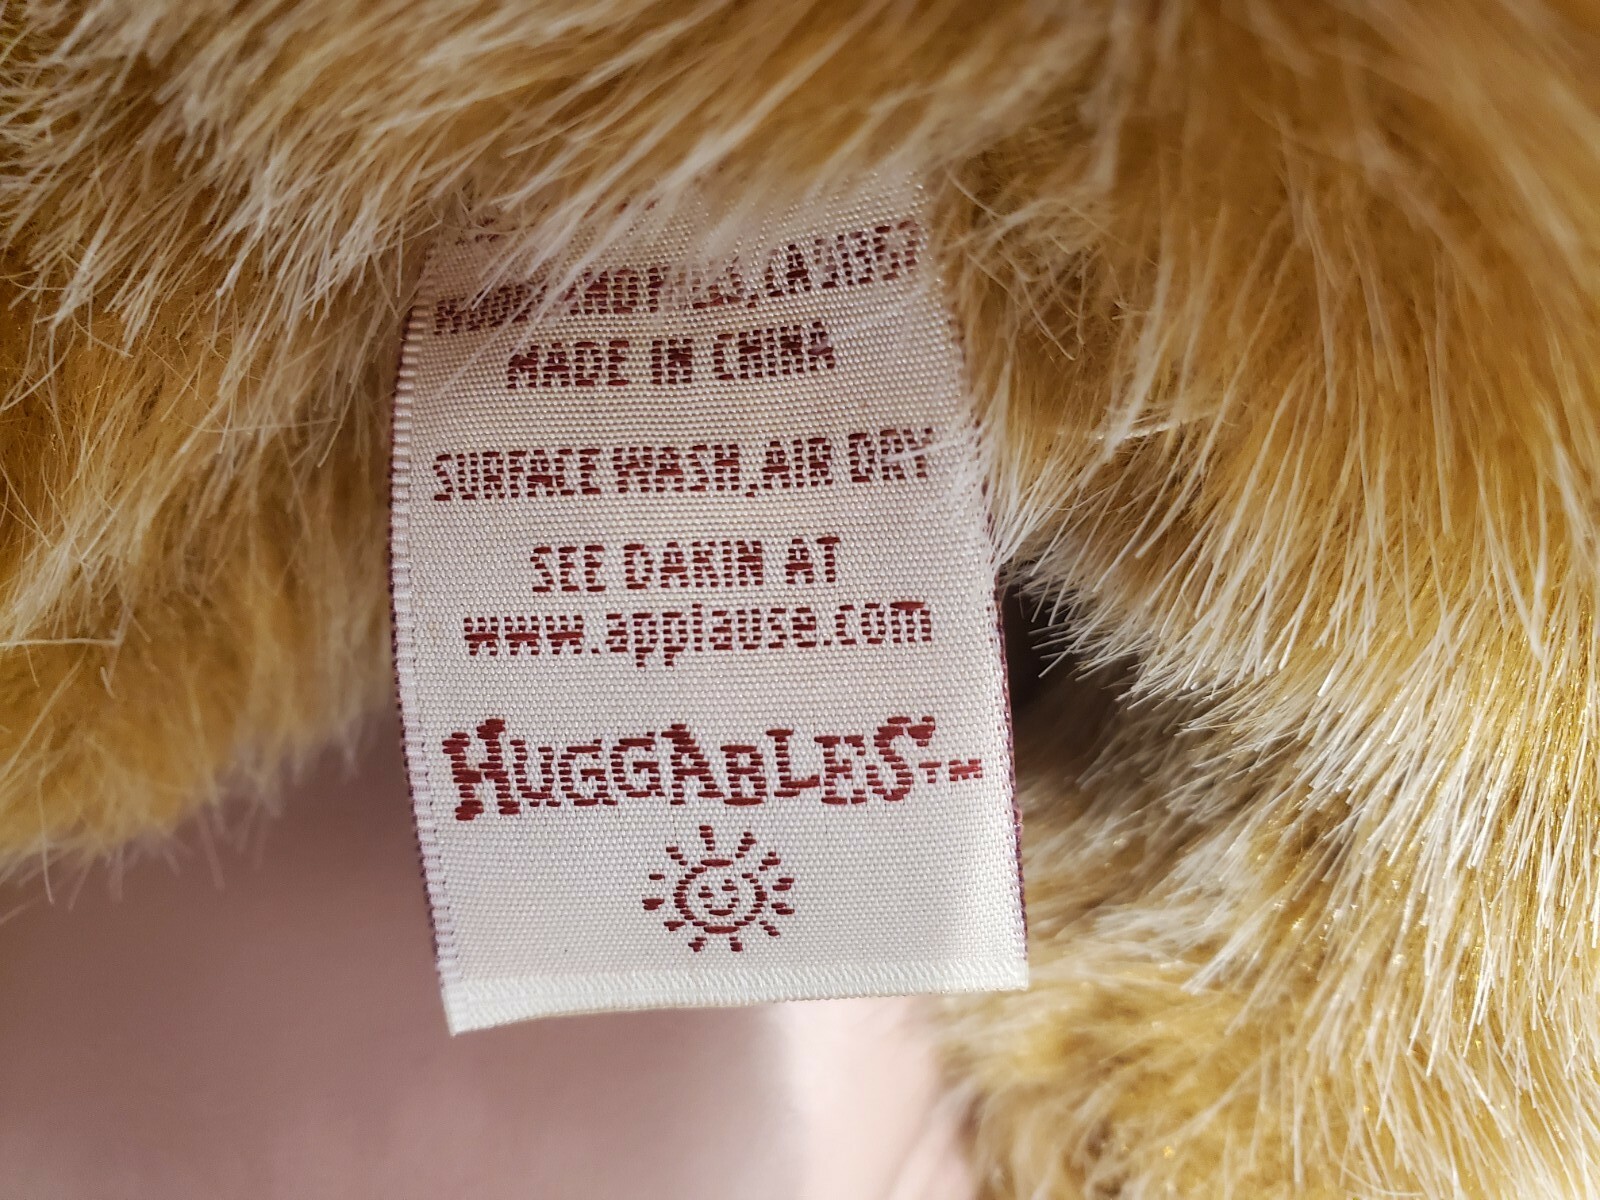 MADE IN CHINA
SURFACE WASH, AIR DRY
SEE DAKIN AT
www.applause.com
HUGGABLES™